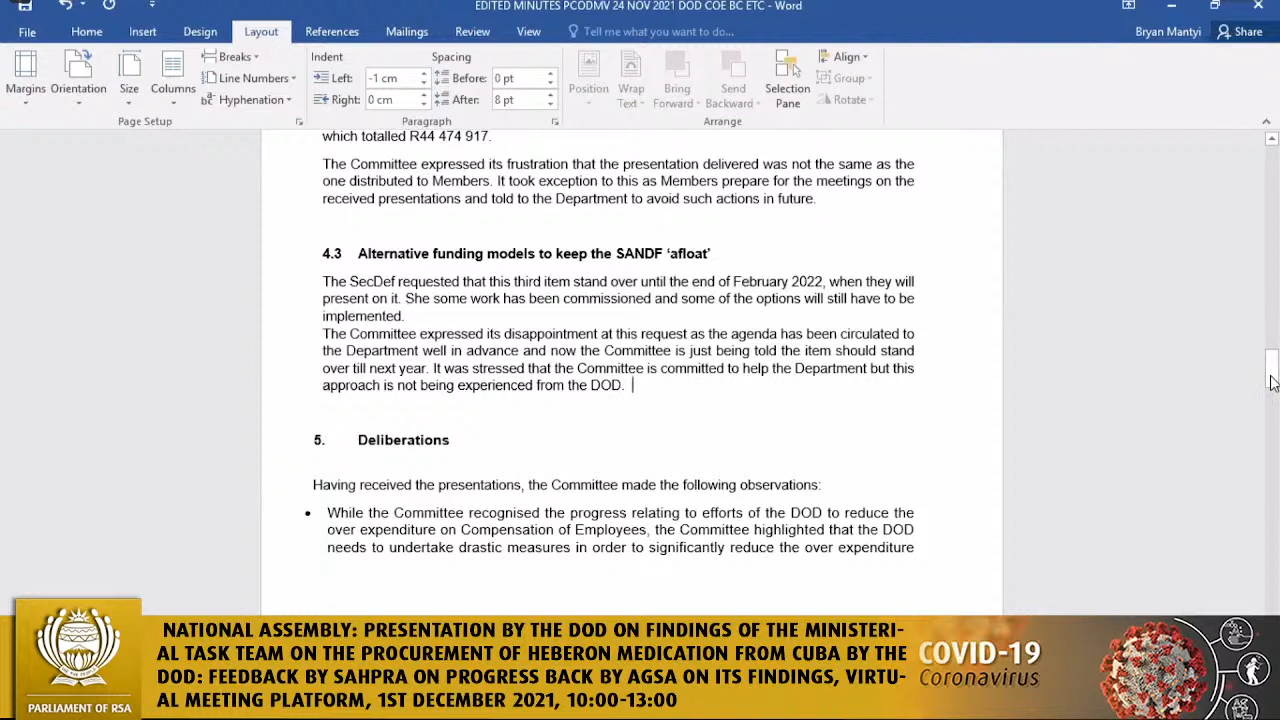 EDITED MINUTES PCODMV 24 NOV 2021 DOD COE BC ETC - Word
File Home Insert Design Layout References Mailings Review View Tell me what you want to do... Bryan Mantyi Share
Margins Orientation Size Columns
Breaks
Line Numbers
Hyphenation
Page Setup
Indent
Left: -1 cm
Right: 0 cm
Spacing
Before: 0 pt
After: 8 pt
Paragraph
Position Wrap Text Bring Forward Send Backward Selection Pane
Align
Group
Rotate
Arrange
which totalled R44 474 917.
The Committee expressed its frustration that the presentation delivered was not the same as the
one distributed to Members. It took exception to this as Members prepare for the meetings on the
received presentations and told to the Department to avoid such actions in future.
4.3 Alternative funding models to keep the SANDF ‘afloat’
The SecDef requested that this third item stand over until the end of February 2022, when they will
present on it. She some work has been commissioned and some of the options will still have to be
implemented.
The Committee expressed its disappointment at this request as the agenda has been circulated to
the Department well in advance and now the Committee is just being told the item should stand
over till next year. It was stressed that the Committee is committed to help the Department but this
approach is not being experienced from the DOD.
5. Deliberations
Having received the presentations, the Committee made the following observations:
• While the Committee recognised the progress relating to efforts of the DOD to reduce the
over expenditure on Compensation of Employees, the Committee highlighted that the DOD
needs to undertake drastic measures in order to significantly reduce the over expenditure
NATIONAL ASSEMBLY: PRESENTATION BY THE DOD ON FINDINGS OF THE MINISTERI-
AL TASK TEAM ON THE PROCUREMENT OF HEBERON MEDICATION FROM CUBA BY THE
DOD: FEEDBACK BY SAHPRA ON PROGRESS BACK BY AGSA ON ITS FINDINGS, VIRTU-
AL MEETING PLATFORM, 1ST DECEMBER 2021, 10:00-13:00
PARLIAMENT OF RSA
COVID-19
Coronavirus